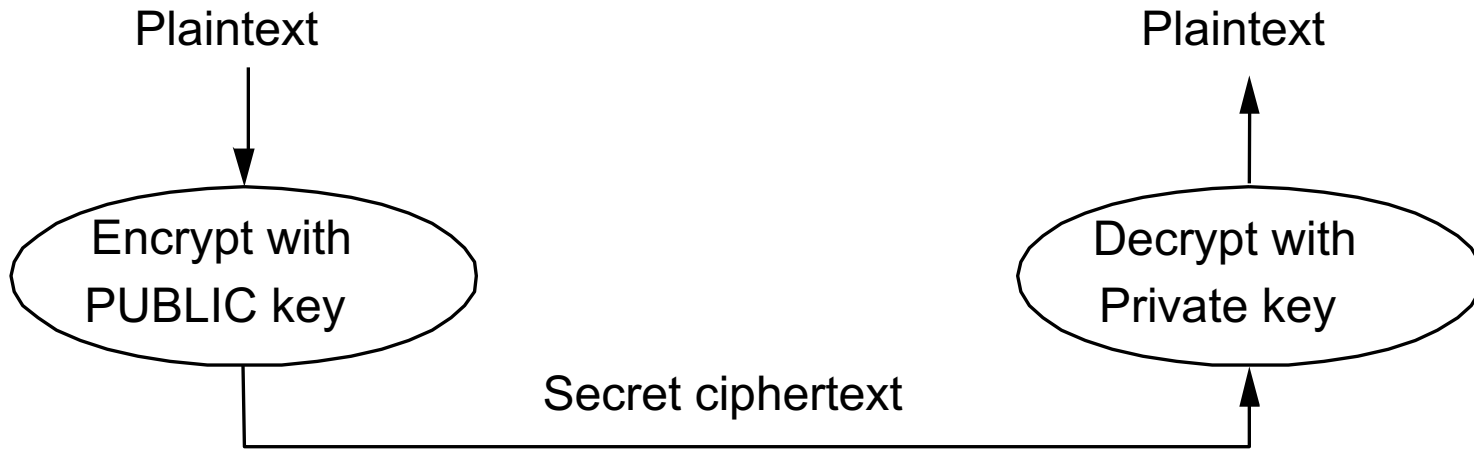 Plaintext
Plaintext
Encrypt with
PUBLIC key
Decrypt with
Private key
Secret ciphertext